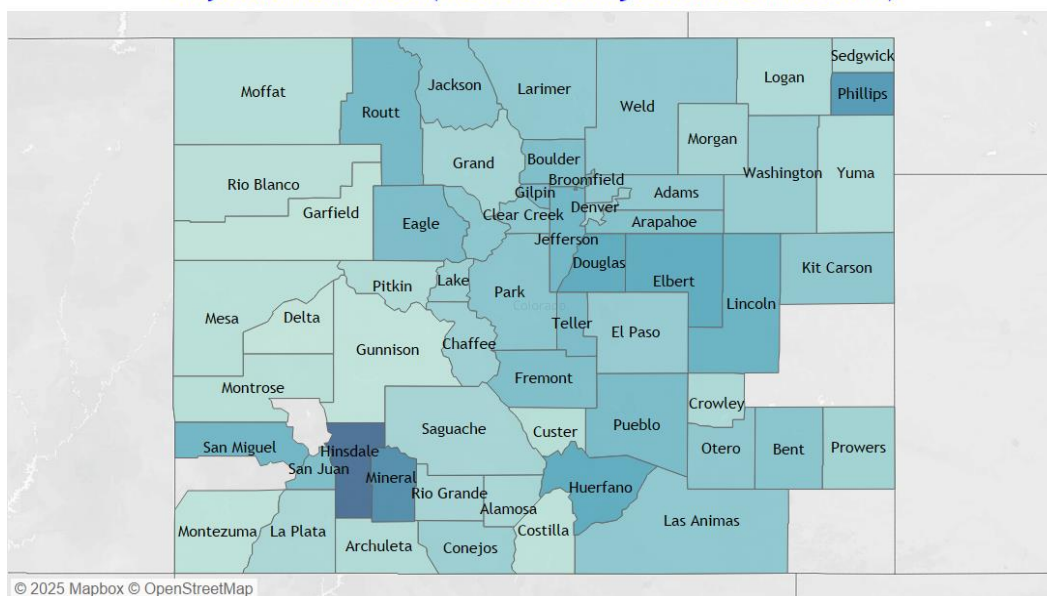 Sedgwick
Logan
Moffat
Jackson
Larimer
Phillips
Routt
Weld
Morgan
Grand
Boulder
Washington
Yuma
Rio Blanco
Broomfield
Gilpin
Adams
Garfield
Clear Creek
Denver
Eagle
Arapahoe
Jefferson
Douglas
Kit Carson
Lake
Elbert
Pitkin
Park
Lincoln
Colorado
Mesa
Delta
Teller
El Paso
Gunnison
Chaffee
Fremont
Montrose
Crowley
Saguache
Custer
Pueblo
San Miguel
Hinsdale
Otero
Bent
Prowers
San Juan
Mineral
Huerfano
Rio Grande
Alamosa
Las Animas
Montezuma
La Plata
Costilla
Archuleta
Conejos
© 2025 Mapbox © OpenStreetMap